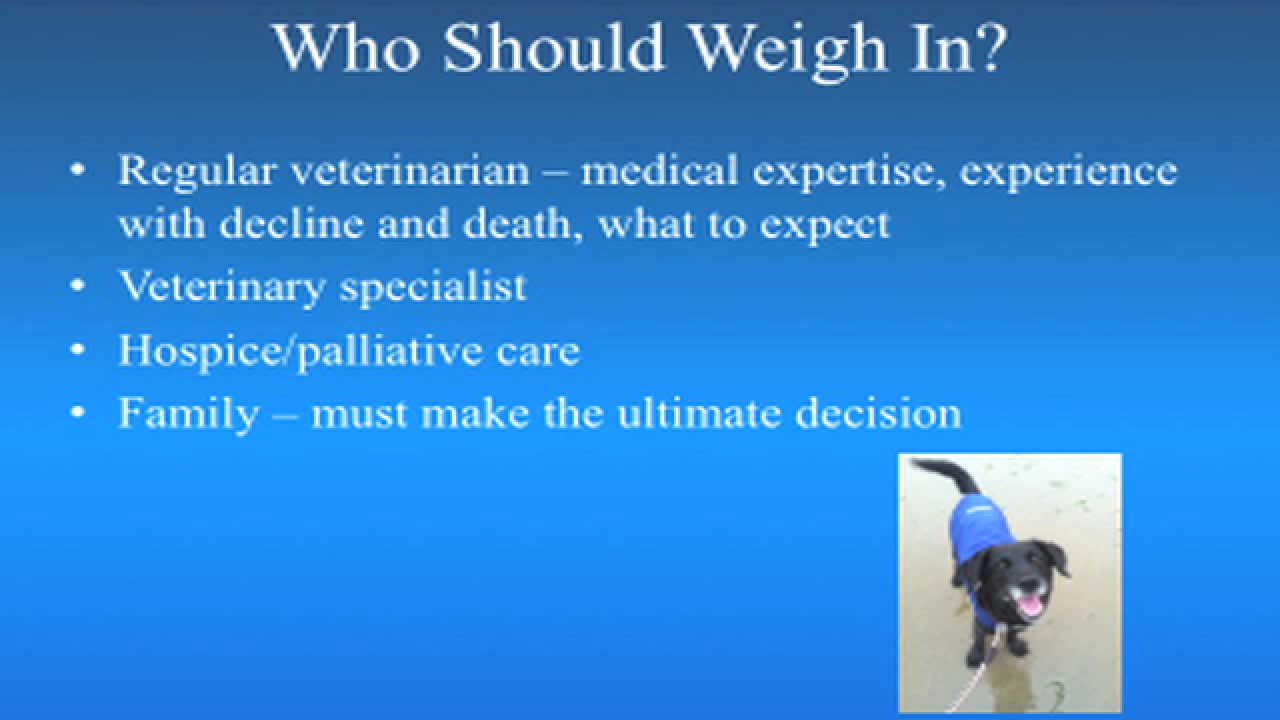 Who Should Weigh In?
• Regular veterinarian – medical expertise, experience
with decline and death, what to expect
• Veterinary specialist
• Hospice/palliative care
• Family – must make the ultimate decision